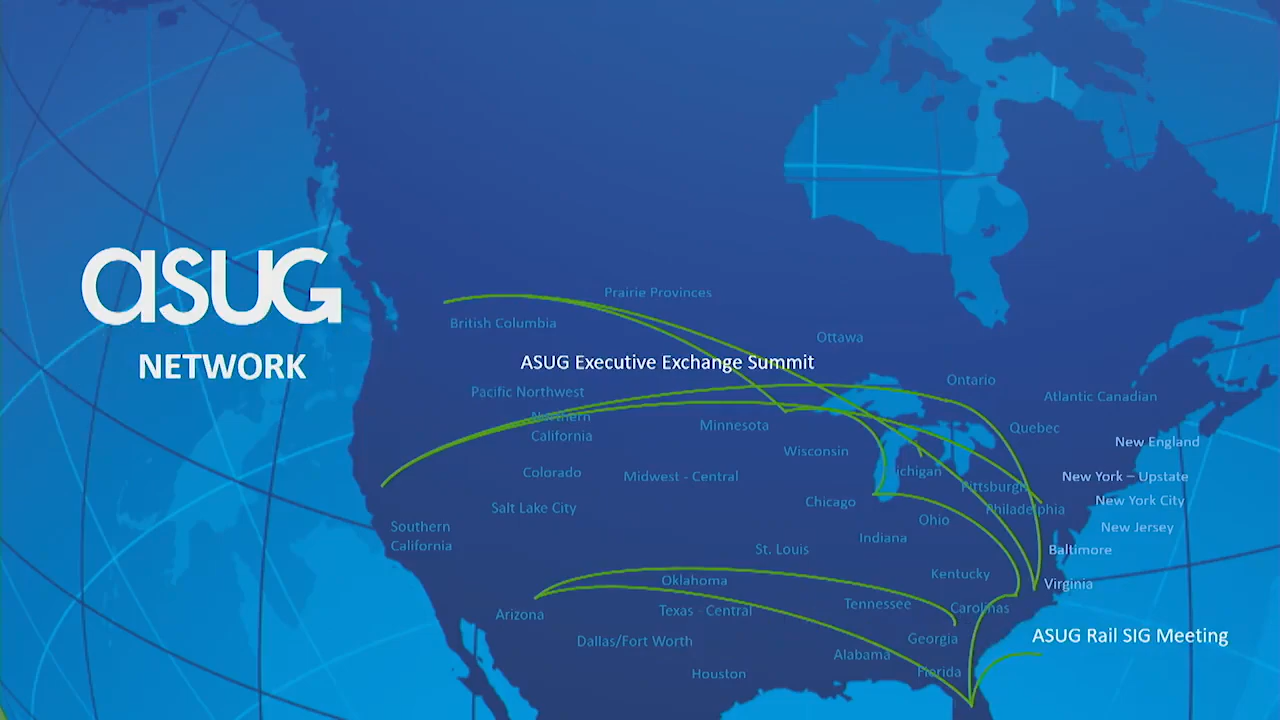 asug
NETWORK
Prairie Provinces
British Columbia
Ottawa
ASUG Executive Exchange Summit
Ontario
Pacific Northwest
Atlantic Canadian
Northern
California
Minnesota
Quebec
New England
Wisconsin
Colorado
Midwest - Central
Michigan
New York – Upstate
Pittsburgh
Chicago
New York City
Salt Lake City
Philadelphia
Ohio
Southern
California
New Jersey
Indiana
St. Louis
Baltimore
Kentucky
Oklahoma
Virginia
Arizona
Texas - Central
Tennessee
Carolinas
Dallas/Fort Worth
Georgia
ASUG Rail SIG Meeting
Alabama
Houston
Florida